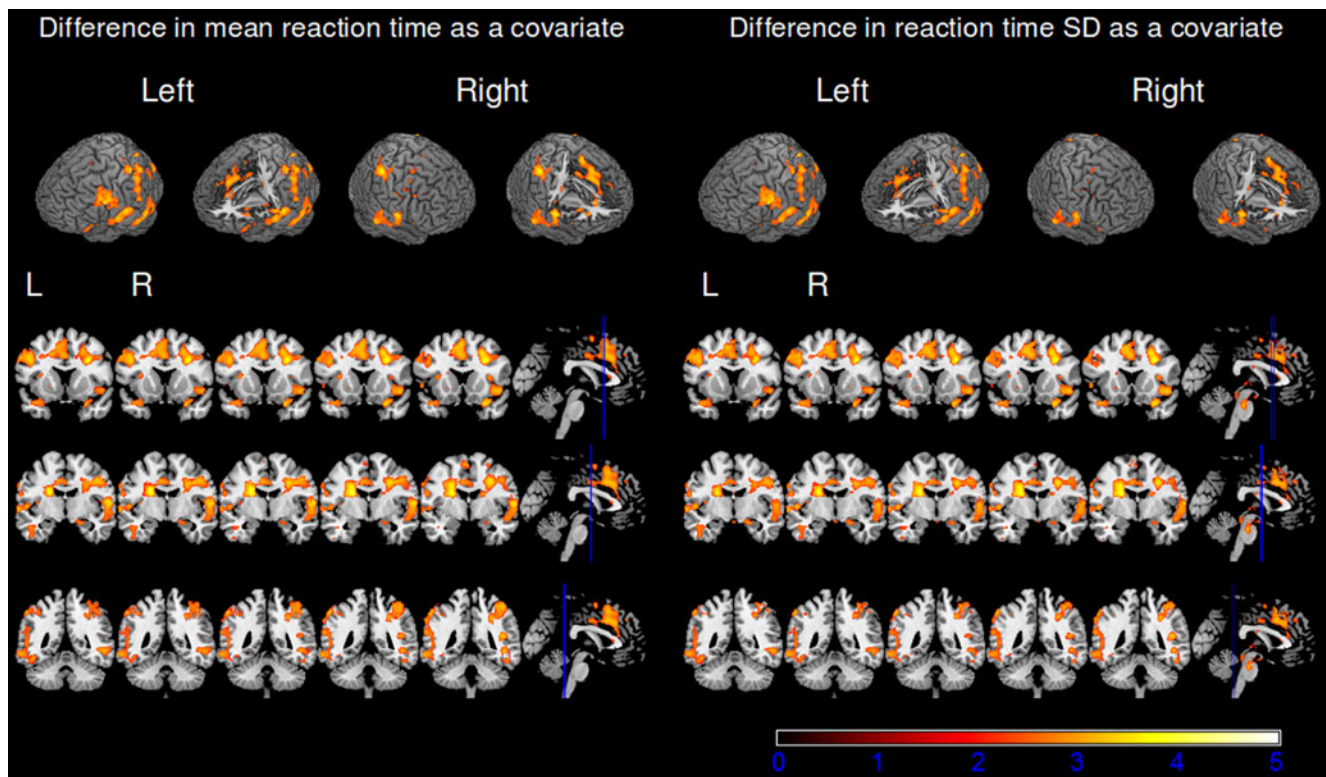 Difference in mean reaction time as a covariate
Difference in reaction time SD as a covariate
Left
Right
Left
Right
L
R
L
R
0 1 2 3 4 5